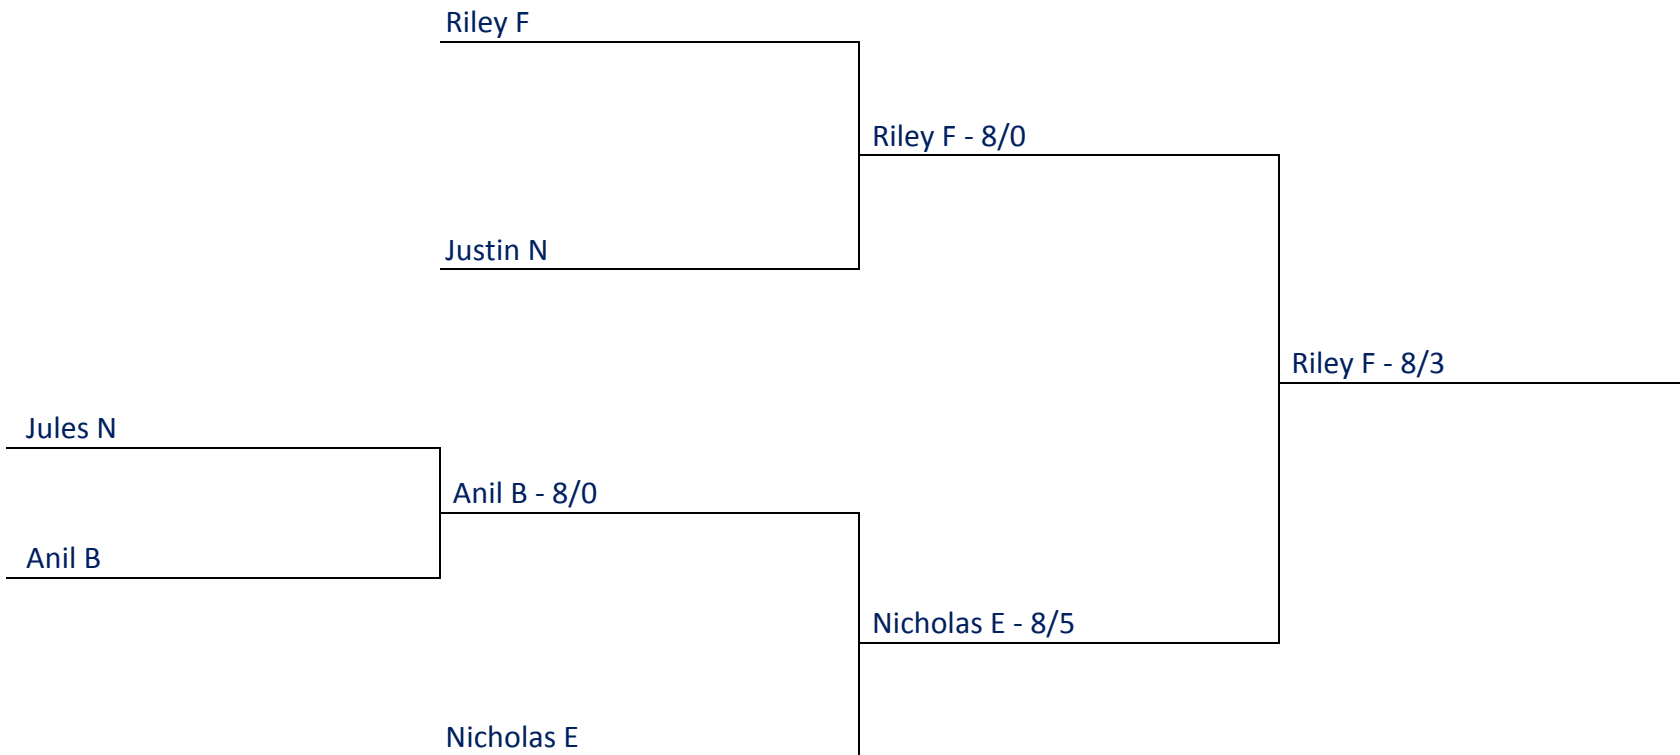 Riley F
Riley F - 8/0
Justin N
Riley F - 8/3
Jules N
Anil B - 8/0
Anil B
Nicholas E - 8/5
Nicholas E